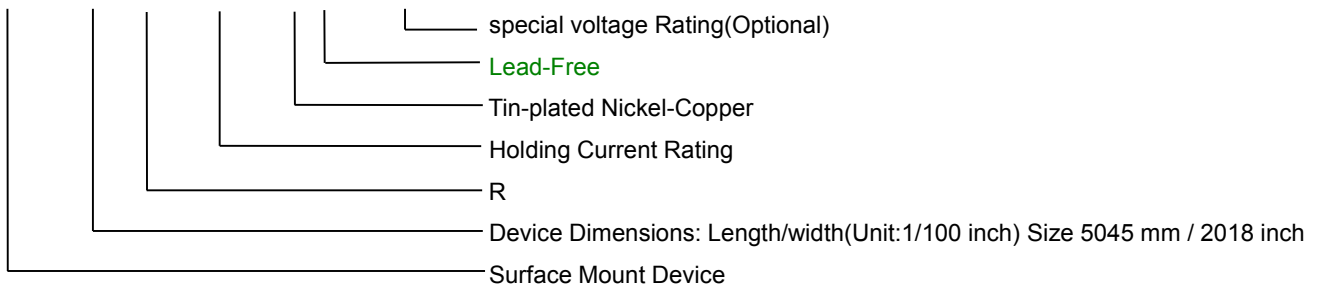 special voltage Rating(Optional)
Lead-Free
Tin-plated Nickel-Copper
Holding Current Rating
R
Device Dimensions: Length/width(Unit:1/100 inch) Size 5045 mm / 2018 inch
Surface Mount Device